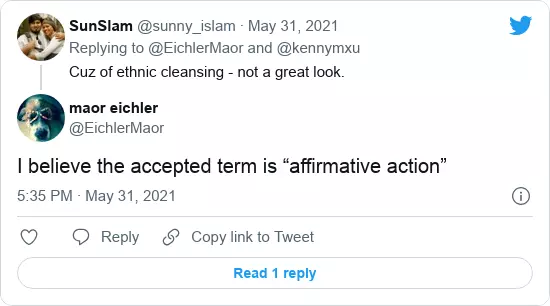 SunSlam @sunny_islam · May 31, 2021
Replying to @EichlerMaor and @kennymxu
Cuz of ethnic cleansing - not a great look.
maor eichler
@EichlerMaor
I believe the accepted term is “affirmative action”
5:35 PM · May 31, 2021
Reply Copy link to Tweet
Read 1 reply